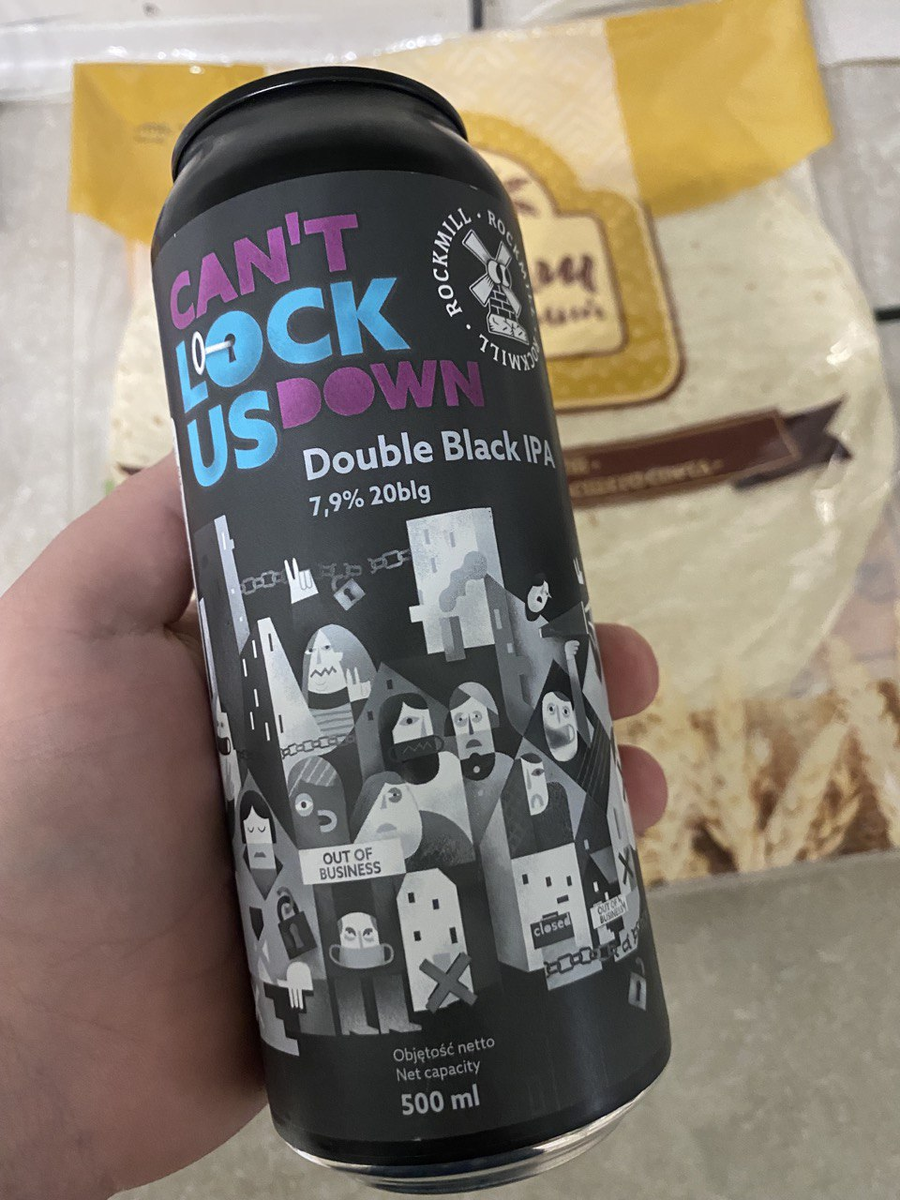 CAN'T
LOCK
US DOWN
ROCKMILL · ROCKMILL · ROCKMILL ·
Double Black IPA
7,9% 20blg
OUT OF
BUSINESS
closed
OUT OF
BUSINESS
Objętość netto
Net capacity
500 ml